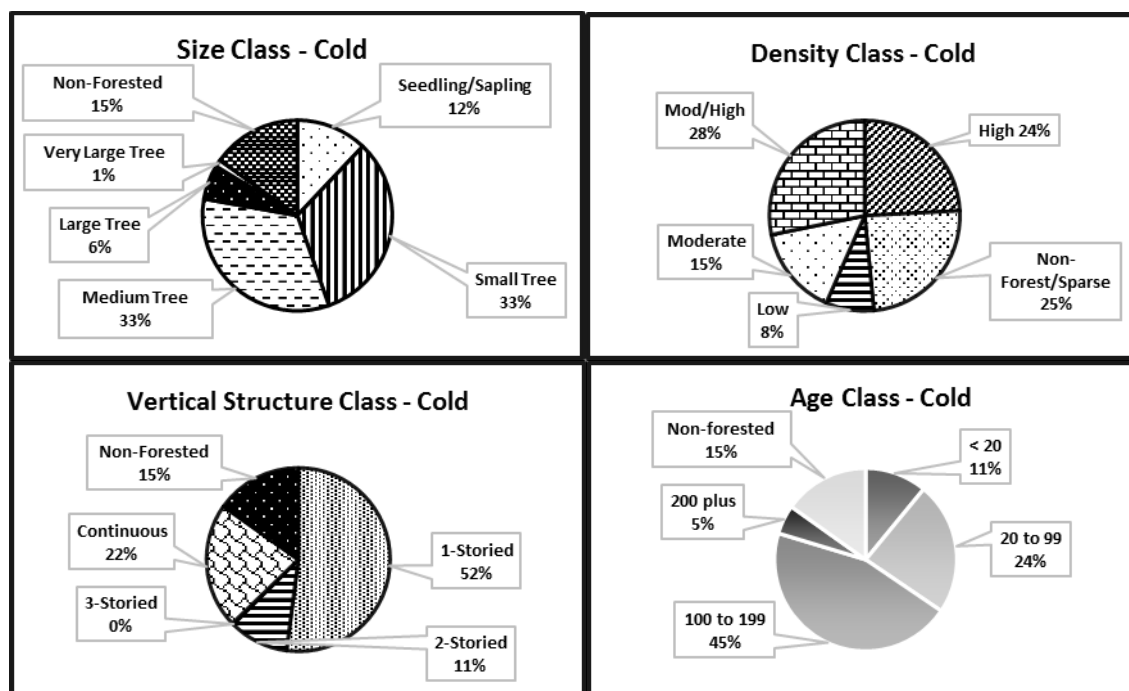 Size Class - Cold
Non-Forested
15%
Seedling/Sapling
12%
Very Large Tree
1%
Large Tree
6%
Medium Tree
33%
Small Tree
33%
Density Class - Cold
Mod/High
28%
High 24%
Moderate
15%
Low
8%
Non-
Forest/Sparse
25%
Vertical Structure Class - Cold
Non-Forested
15%
Continuous
22%
1-Storied
52%
3-Storied
0%
2-Storied
11%
Age Class - Cold
Non-forested
15%
< 20
11%
200 plus
5%
20 to 99
24%
100 to 199
45%